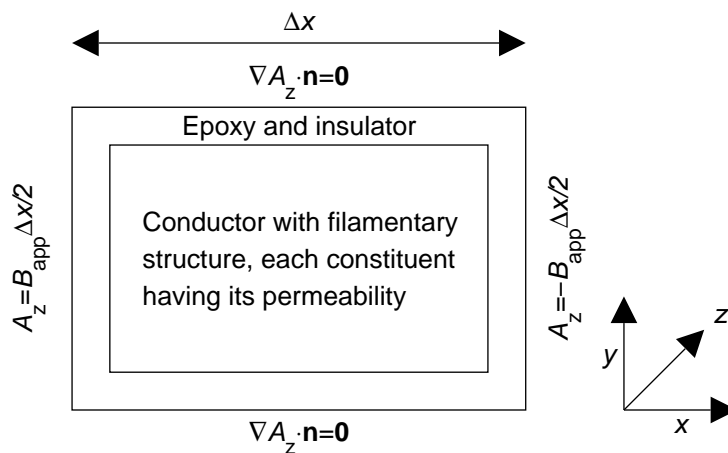 Δx
∇A_z·n=0
Epoxy and insulator
A_z=B_app Δx/2
Conductor with filamentary
structure, each constituent
having its permeability
A_z=−B_app Δx/2
z
y
x
∇A_z·n=0